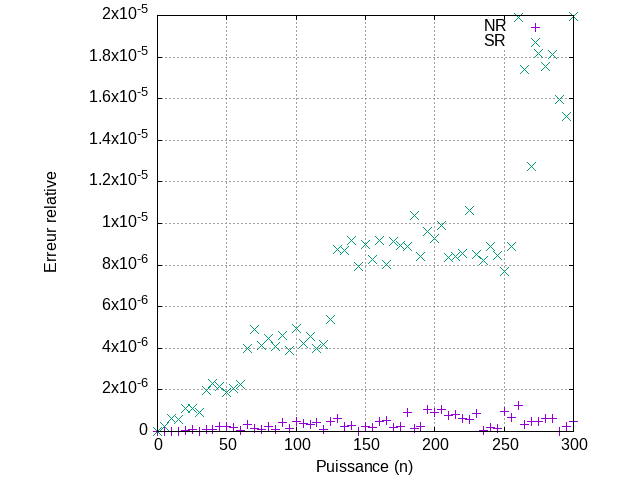 2x10-5
1.8x10-5
1.6x10-5
1.4x10-5
1.2x10-5
1x10-5
8x10-6
6x10-6
4x10-6
2x10-6
0
0
50
100
150
200
250
300
Erreur relative
Puissance (n)
NR
SR